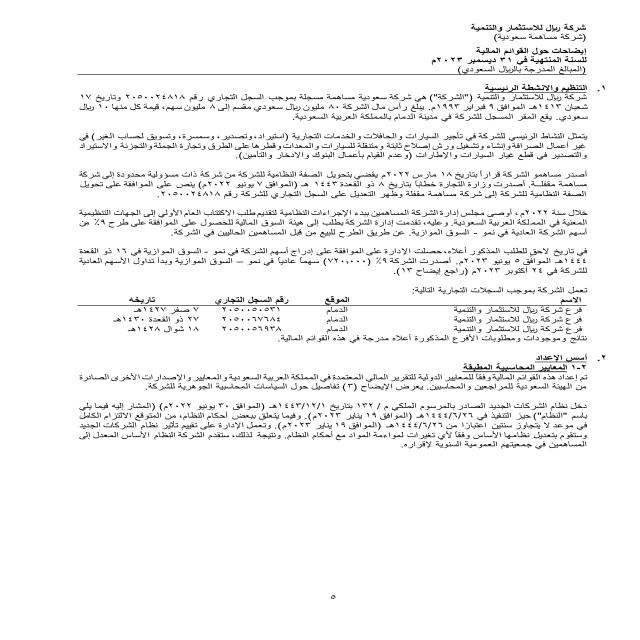 شركة ريال للاستثمار والتنمية
(شركة مساهمة سعودية)
إيضاحات حول القوائم المالية
للسنة المنتهية في ٣١ ديسمبر ٢٠٢٣م
(المبالغ المدرجة بالريال السعودي)
١. التنظيم والأنشطة الرئيسية
شركة ريال للاستثمار والتنمية ("الشركة") هي شركة سعودية مساهمة مسجلة بموجب السجل التجاري رقم ٢٠٥٠٠٢٤٨١٨ وتاريخ ١٧
شعبان ١٤١٣هـ الموافق ٩ فبراير ١٩٩٣م. يبلغ رأس مال الشركة ٨٠ مليون ريال سعودي مقسم إلى ٨ مليون سهم، قيمة كل منها ١٠ ريال
سعودي. يقع المقر المسجل للشركة في مدينة الدمام بالمملكة العربية السعودية.
يتمثل النشاط الرئيسي للشركة في تأجير السيارات والحافلات والخدمات التجارية (استيراد،وتصدير، وسمسرة، وتسويق لحساب الغير) في
غير أعمال الصرافة وإنشاء وتشغيل ورش إصلاح ثابتة و متنقلة للسيارات والمعدات وقطرها على الطرق وتجارة الجملة والتجزئة والاستيراد
والتصدير في قطع غيار السيارات والإطارات (وعدم القيام بأعمال البنوك والادخار والتأمين).
أصدر مساهمو الشركة قراراً بتاريخ ١٨ مارس ٢٠٢٢م يقضي بتحويل الصفة النظامية للشركة من شركة ذات مسؤولية محدودة إلى شركة
مساهمة مقفلة. أصدرت وزارة التجارة خطاباً بتاريخ ٨ ذو القعدة ١٤٤٣ هـ (الموافق ٧ يونيو ٢٠٢٢م) ينص على الموافقة على تحويل
الصفة النظامية للشركة إلى شركة مساهمة مقفلة وظهر التعديل على السجل التجاري للشركة رقم ٢٠٥٠٠٢٤٨١٨.
خلال سنة ٢٠٢٢م، أوصى مجلس إدارة الشركة المساهمين ببدء الإجراءات النظامية لتقديم طلب الاكتتاب العام الأولي إلى الجهات التنظيمية
المعنية في المملكة العربية السعودية. وعليه، تقدمت إدارة الشركة بطلب إلى هيئة السوق المالية للحصول على الموافقة على طرح ٩٪ من
أسهم الشركة العادية في نمو - السوق الموازية. عن طريق الطرح للبيع من قبل المساهمين الحاليين في الشركة.
في تاريخ لاحق للطلب المذكور أعلاه،حصلت الإدارة على الموافقة على إدراج أسهم الشركة في نمو - السوق الموازية في ١٦ ذو القعدة
١٤٤٤هـ الموافق ٥ يونيو ٢٠٢٣م. أصدرت الشركة ٩٪ (٧٢٠,٠٠٠) سهماً عادياً في نمو – السوق الموازية وبدأ تداول الأسهم العادية
للشركة في ٢٤ أكتوبر ٢٠٢٣م (راجع إيضاح ١٣).
تعمل الشركة بموجب السجلات التجارية التالية:
الاسم الموقع رقم السجل التجاري تاريخه
فرع شركة ريال للاستثمار والتنمية الدمام ٢٠٥٠٠٥٠٥٣١ ٧ صفر ١٤٢٧هـ
فرع شركة ريال للاستثمار والتنمية الدمام ٢٠٥٠٠٦٧٦٨٤ ٢٧ ذو القعدة ١٤٣٠هـ
فرع شركة ريال للاستثمار والتنمية الدمام ٢٠٥٠٠٥٦٩٣٨ ١٨ شوال ١٤٢٨هـ
نتائج وموجودات ومطلوبات الأفرع المذكورة أعلاه مدرجة في هذه القوائم المالية.
٢. أسس الإعداد
٢-١ المعايير المحاسبية المطبقة
تم إعداد هذه القوائم المالية وفقاً للمعايير الدولية للتقرير المالي المعتمدة في المملكة العربية السعودية والمعايير والإصدارات الأخرى الصادرة
من الهيئة السعودية للمراجعين والمحاسبين. يعرض الإيضاح (٣) تفاصيل حول السياسات المحاسبية الجوهرية للشركة.
دخل نظام الشركات الجديد الصادر بالمرسوم الملكي م / ١٣٢ بتاريخ ١٤٤٣/١٢/١هـ (الموافق ٣٠ يونيو ٢٠٢٢م) (المشار إليه فيما يلي
باسم "النظام") حيز التنفيذ في ١٤٤٤/٦/٢٦هـ (الموافق ١٩ يناير ٢٠٢٣م). وفيما يتعلق ببعض أحكام النظام، من المتوقع الالتزام الكامل
في موعد لا يتجاوز سنتين اعتبارًا من ١٤٤٤/٦/٢٦هـ (الموافق ١٩ يناير ٢٠٢٣م). وتعمل الإدارة على تقييم تأثير نظام الشركات الجديد
وستقوم بتعديل نظامها الأساس وفقاً لأي تغيرات لمواءمة المواد مع أحكام النظام. ونتيجة لذلك، ستقدم الشركة النظام الأساس المعدل إلى
المساهمين في جمعيتهم العمومية السنوية لإقراره.
٥